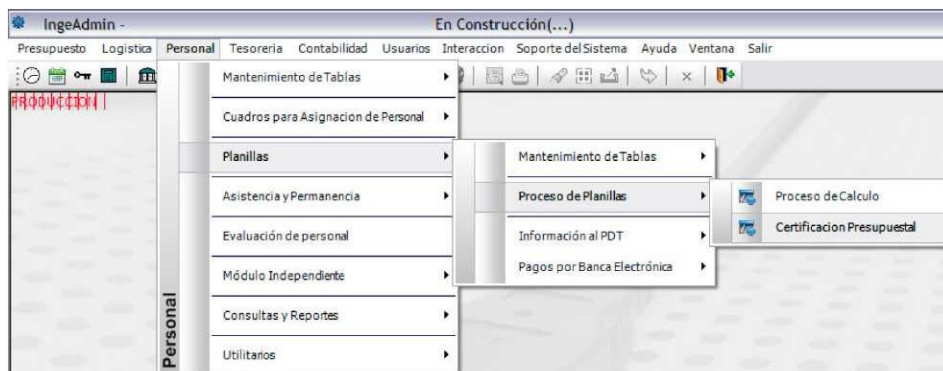 IngeAdmin - En Construcción(...)
Presupuesto Logistica Personal Tesoreria Contabilidad Usuarios Interaccion Soporte del Sistema Ayuda Ventana Salir
PRODUCCION
Mantenimiento de Tablas
Cuadros para Asignacion de Personal
Planillas
Asistencia y Permanencia
Evaluación de personal
Módulo Independiente
Consultas y Reportes
Utilitarios
Personal
Mantenimiento de Tablas
Proceso de Planillas
Información al PDT
Pagos por Banca Electrónica
Proceso de Calculo
Certificacion Presupuestal